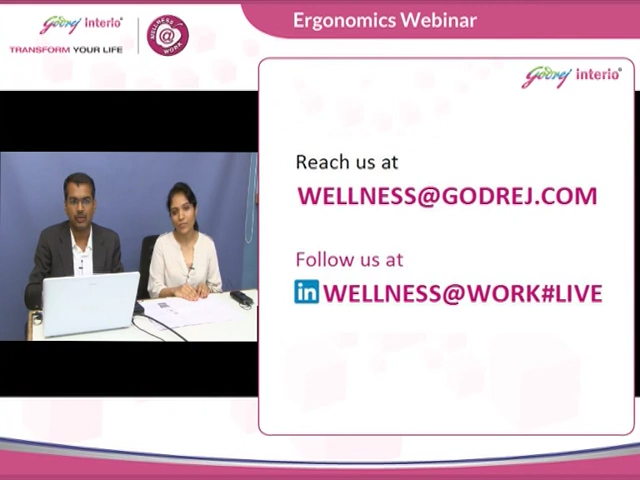 Godrej interio
TRANSFORM YOUR LIFE
WELLNESS @ WORK
Ergonomics Webinar
Godrej interio
Reach us at
WELLNESS@GODREJ.COM
Follow us at
in WELLNESS@WORK#LIVE